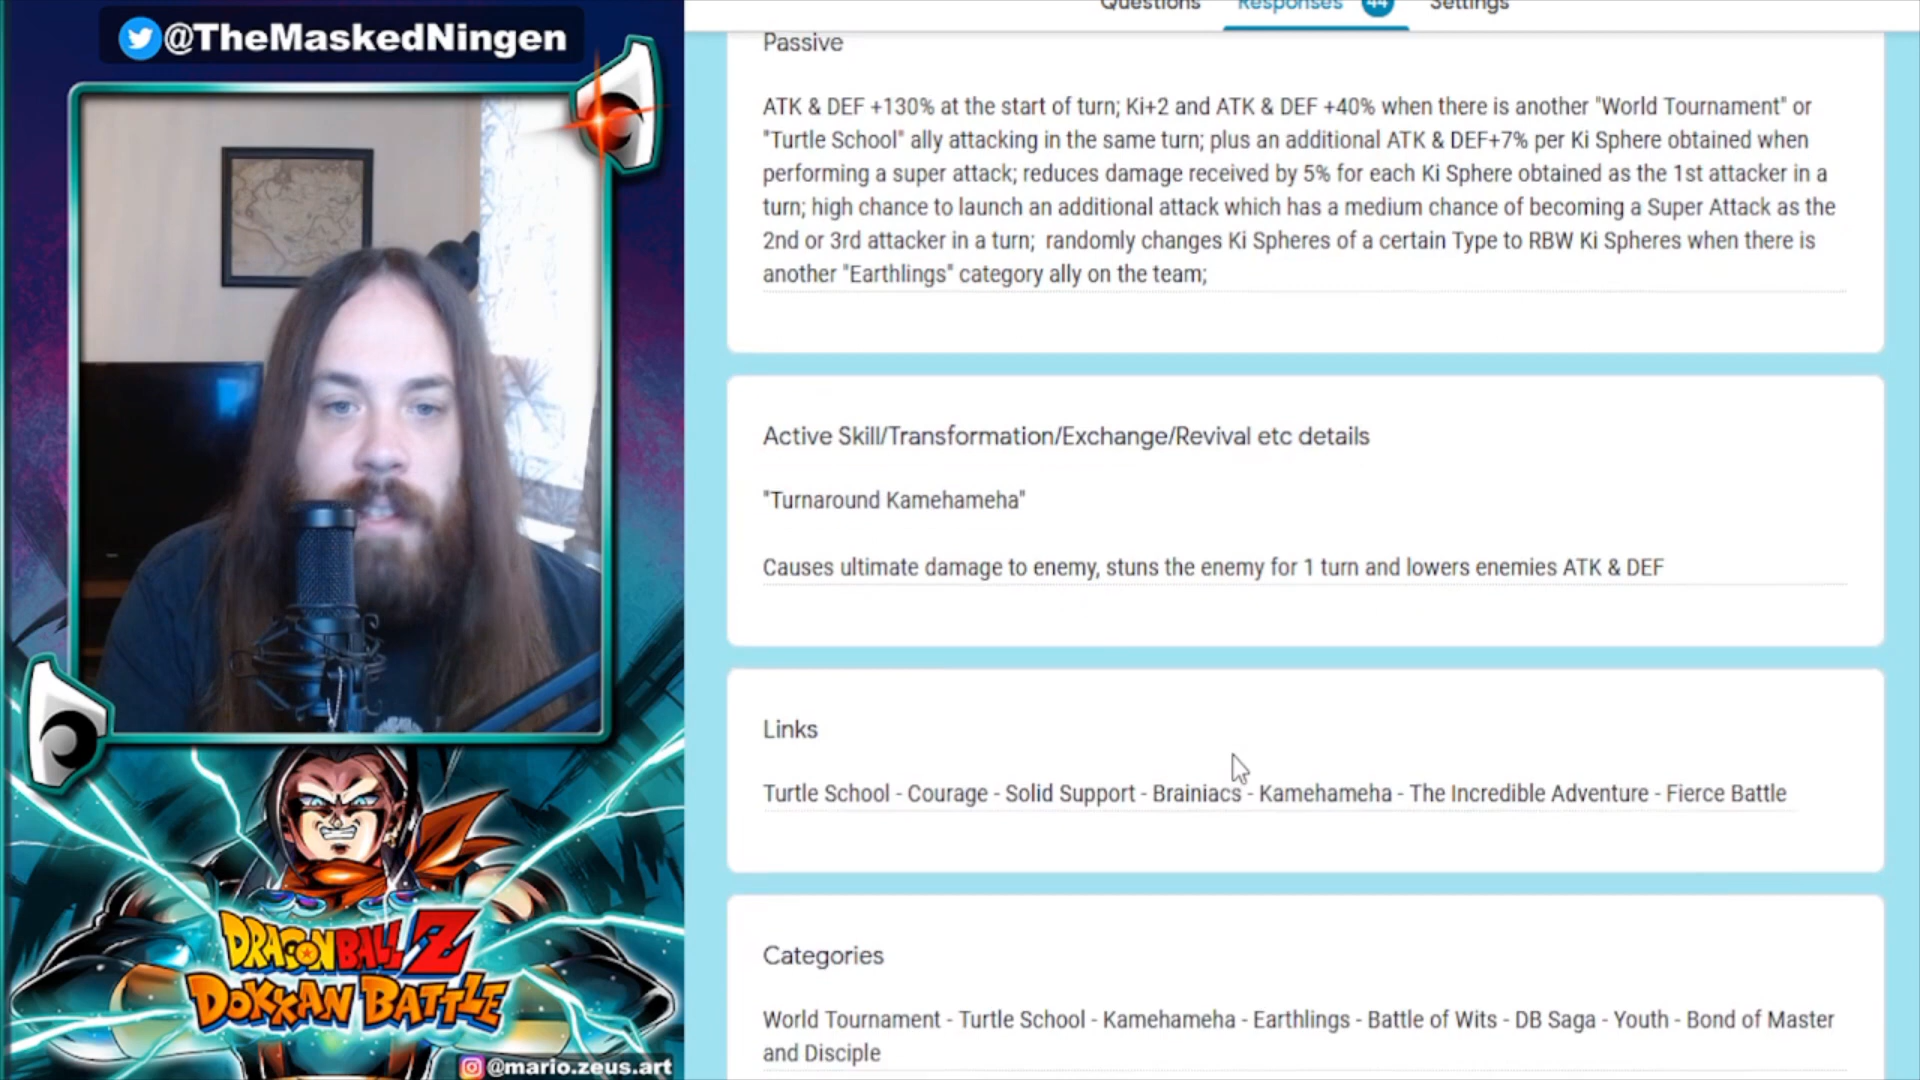 @TheMaskedNingen
Questions Responses 44 Settings
Passive
ATK & DEF +130% at the start of turn; Ki+2 and ATK & DEF +40% when there is another "World Tournament" or
"Turtle School" ally attacking in the same turn; plus an additional ATK & DEF+7% per Ki Sphere obtained when
performing a super attack; reduces damage received by 5% for each Ki Sphere obtained as the 1st attacker in a
turn; high chance to launch an additional attack which has a medium chance of becoming a Super Attack as the
2nd or 3rd attacker in a turn; randomly changes Ki Spheres of a certain Type to RBW Ki Spheres when there is
another "Earthlings" category ally on the team;
Active Skill/Transformation/Exchange/Revival etc details
"Turnaround Kamehameha"
Causes ultimate damage to enemy, stuns the enemy for 1 turn and lowers enemies ATK & DEF
Links
Turtle School - Courage - Solid Support - Brainiacs - Kamehameha - The Incredible Adventure - Fierce Battle
Categories
World Tournament - Turtle School - Kamehameha - Earthlings - Battle of Wits - DB Saga - Youth - Bond of Master
and Disciple
DRAGON BALL Z
DOKKAN BATTLE
@mario.zeus.art